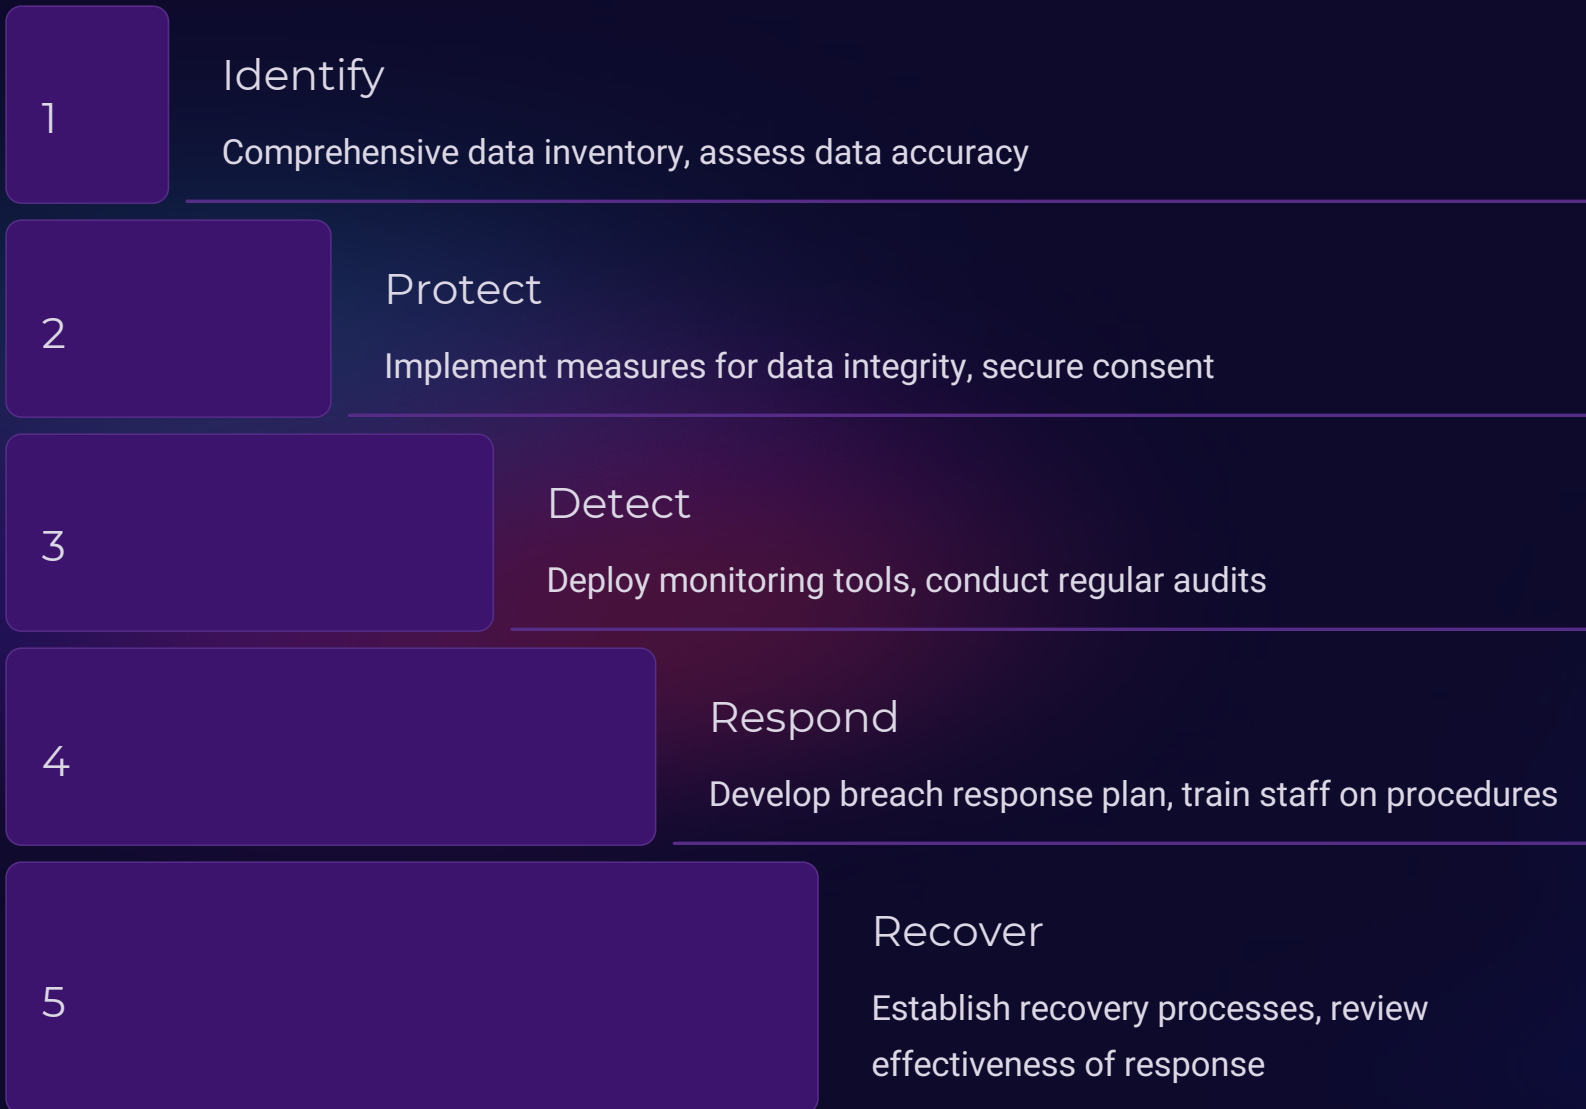 1
Identify
Comprehensive data inventory, assess data accuracy
2
Protect
Implement measures for data integrity, secure consent
3
Detect
Deploy monitoring tools, conduct regular audits
4
Respond
Develop breach response plan, train staff on procedures
5
Recover
Establish recovery processes, review
effectiveness of response